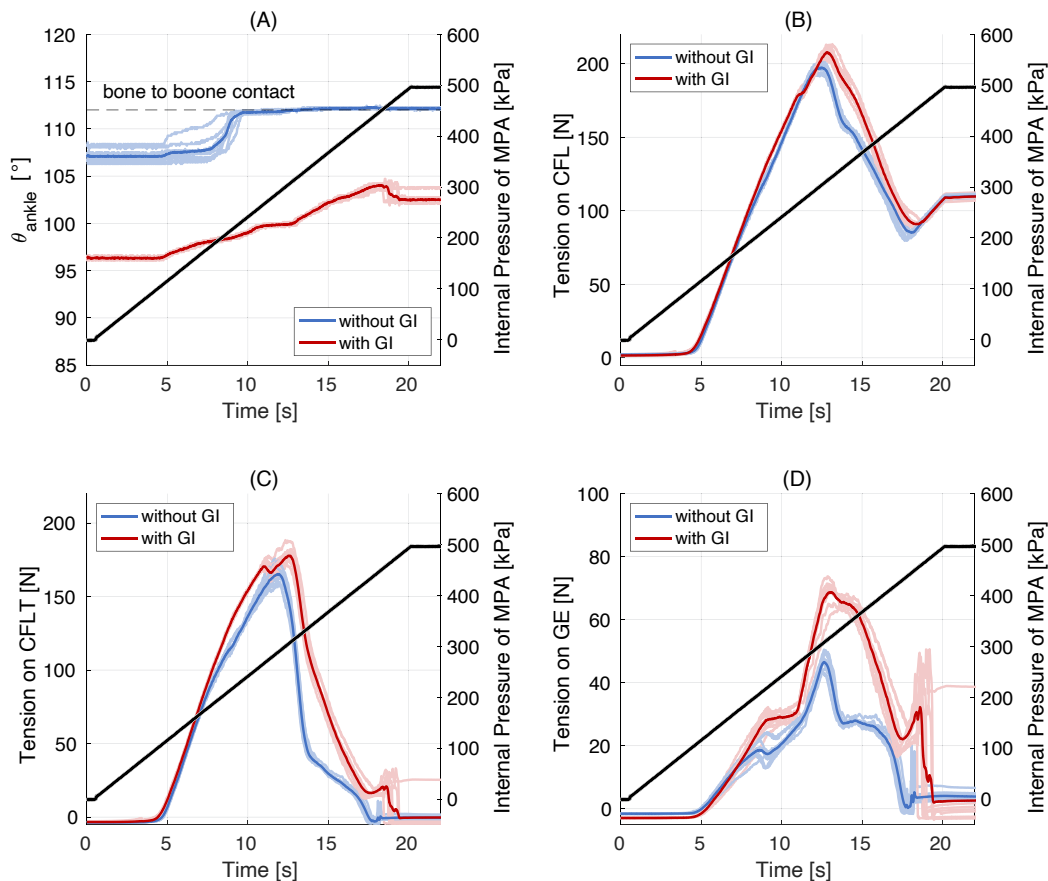 (A)
120
115
110
105
100
95
90
85
θankle [°]
bone to boone contact
without GI
with GI
600
500
400
300
200
100
0
Internal Pressure of MPA [kPa]
0 5 10 15 20
Time [s]
(B)
200
150
100
50
0
Tension on CFL [N]
without GI
with GI
600
500
400
300
200
100
0
Internal Pressure of MPA [kPa]
0 5 10 15 20
Time [s]
(C)
200
150
100
50
0
Tension on CFLT [N]
without GI
with GI
600
500
400
300
200
100
0
Internal Pressure of MPA [kPa]
0 5 10 15 20
Time [s]
(D)
100
80
60
40
20
0
Tension on GE [N]
without GI
with GI
600
500
400
300
200
100
0
Internal Pressure of MPA [kPa]
0 5 10 15 20
Time [s]